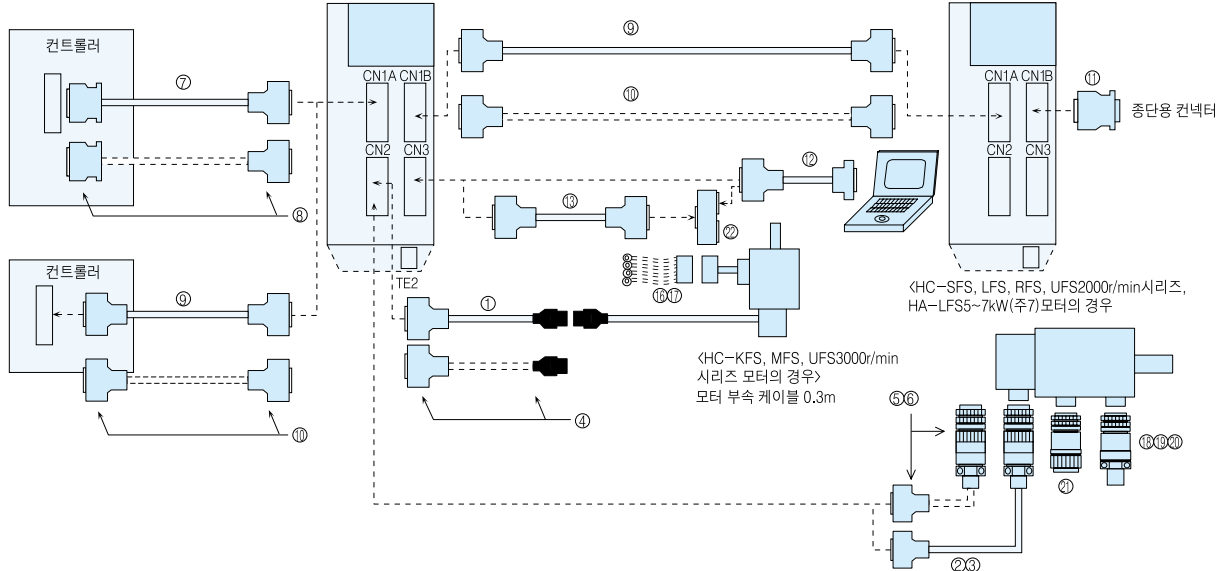 컨트롤러
⑦
⑧
컨트롤러
⑨
⑩
CN1A CN1B
CN2 CN3
TE2
⑨
⑩
CN1A CN1B
CN2 CN3
⑪
종단용 컨넥터
⑫
⑬
㉒
⑯⑰
①
④
〈HC-KFS, MFS, UFS3000r/min
시리즈 모터의 경우〉
모터 부속 케이블 0.3m
〈HC-SFS, LFS, RFS, UFS2000r/min시리즈,
HA-LFS5~7kW(주7)모터의 경우
⑤⑥
⑱⑲⑳
㉑
②③